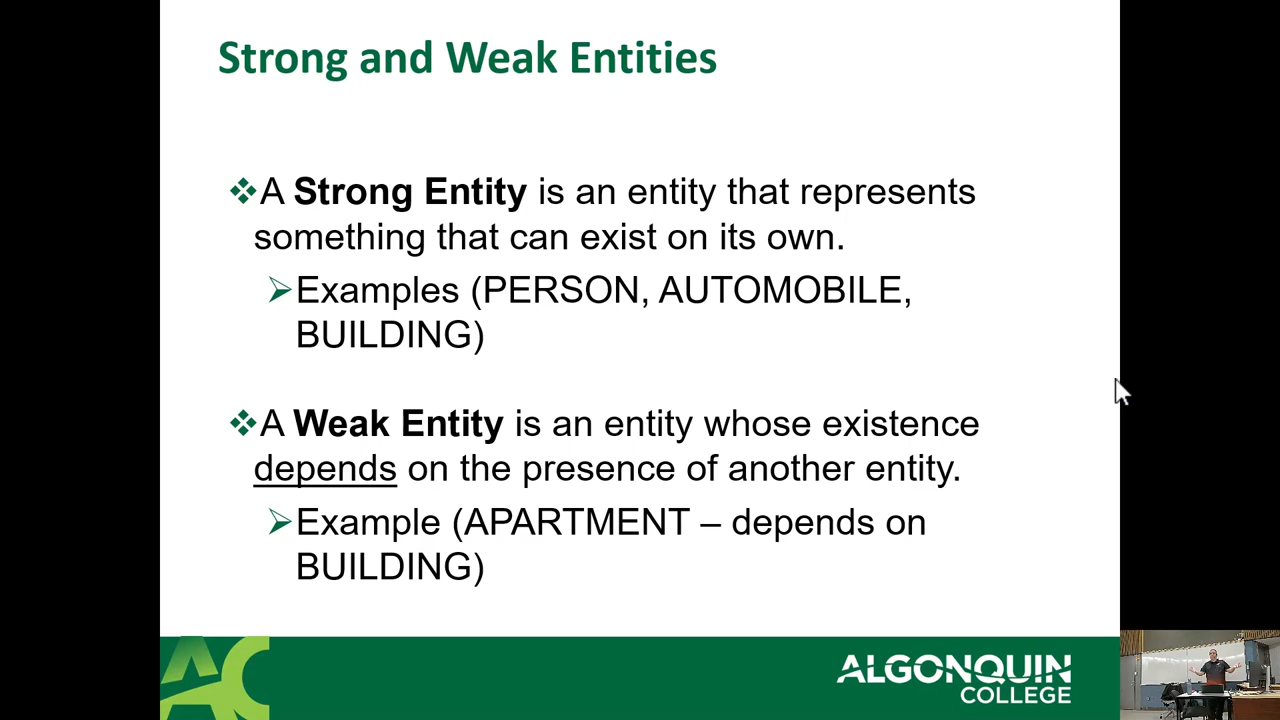 Strong and Weak Entities
❖A Strong Entity is an entity that represents
something that can exist on its own.
➢Examples (PERSON, AUTOMOBILE,
BUILDING)
❖A Weak Entity is an entity whose existence
depends on the presence of another entity.
➢Example (APARTMENT – depends on
BUILDING)
AC
ALGONQUIN
COLLEGE